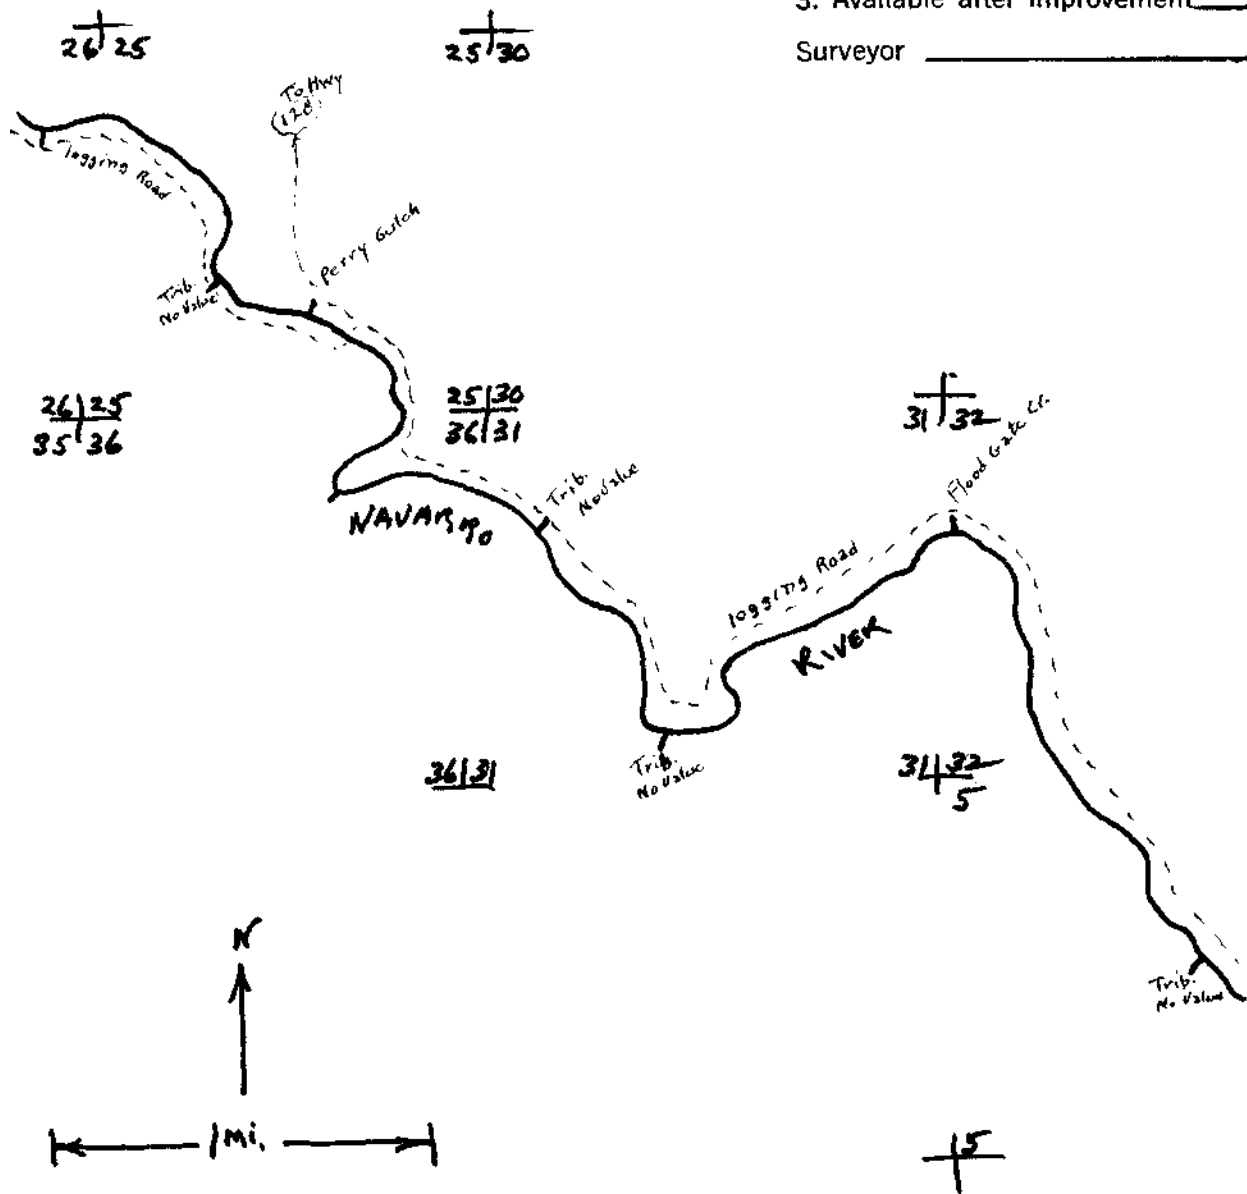 3. Available after improvement
Surveyor
26 25
25 30
To Hwy
(128)
Logging Road
Perry Gulch
Trib.
No Value
26 25
35 36
25 30
36 31
31 32
Flood Gate Cr.
Trib.
No Value
NAVARRO
logging Road
RIVER
Trib.
No Value
36 31
31 32
5
N
Trib.
No Value
1 mi.
5